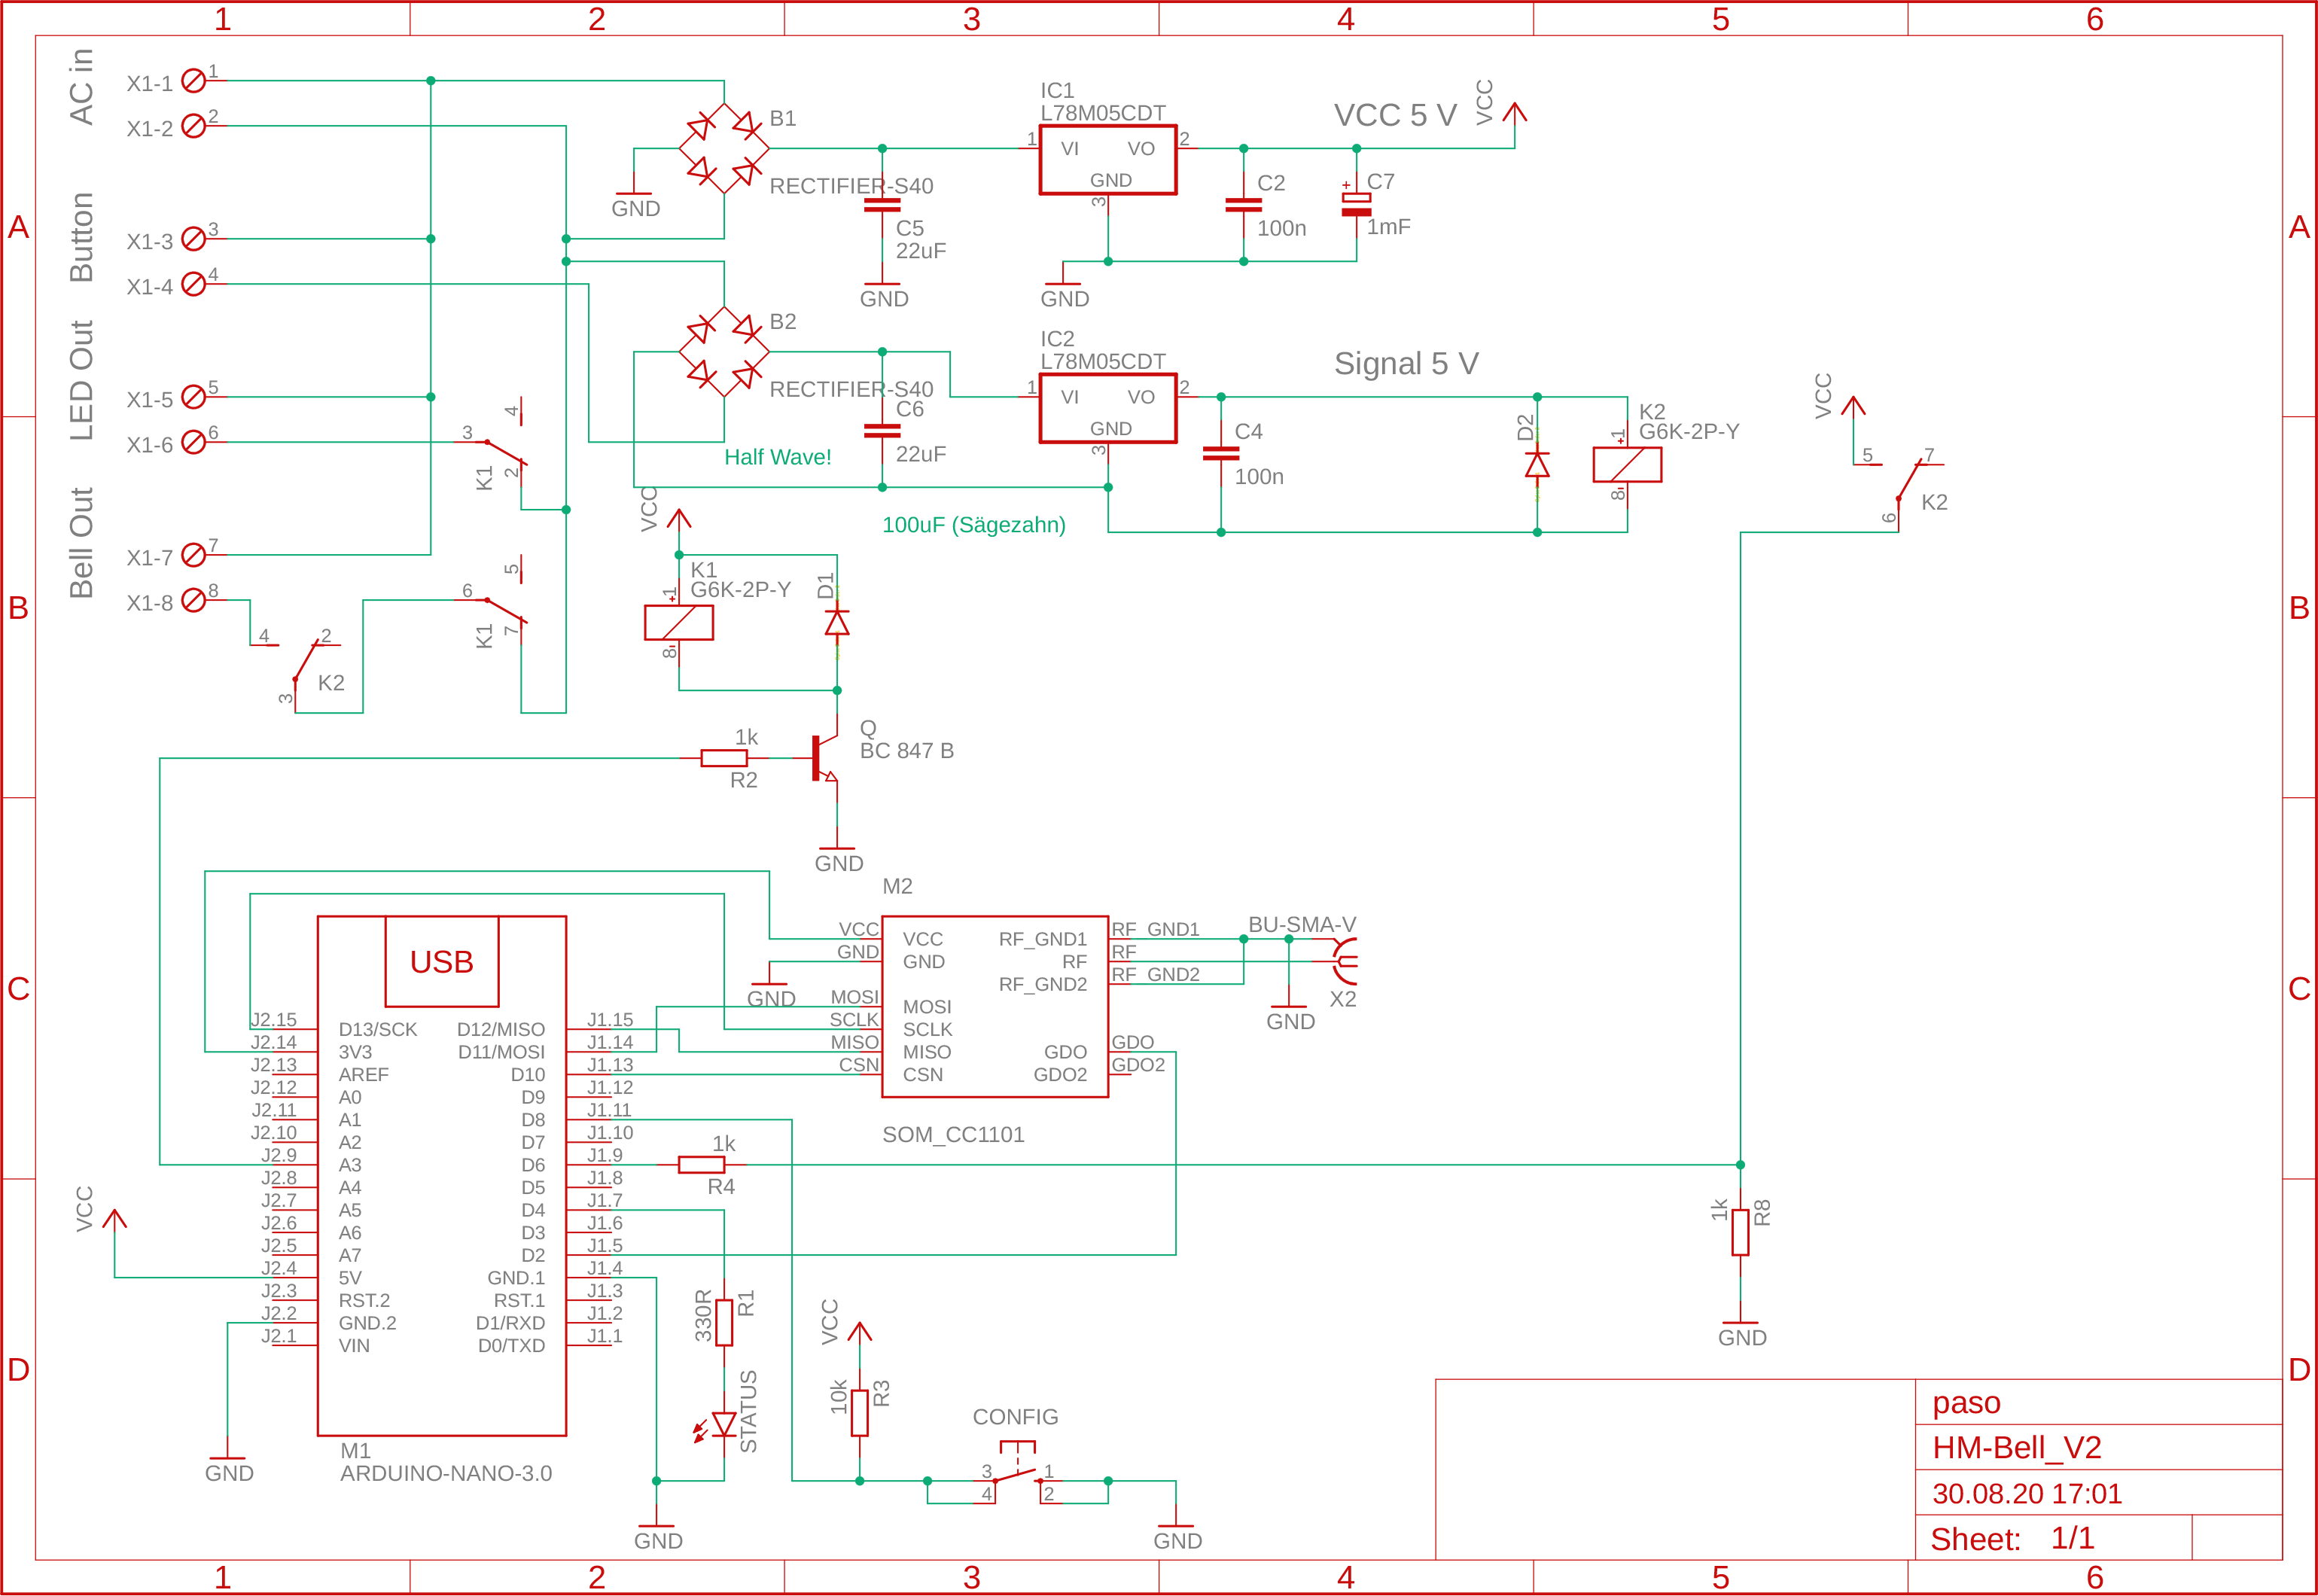 1 2 3 4 5 6
A
B
C
D
A
B
C
D
1 2 3 4 5 6
AC in
Button
LED Out
Bell Out
X1-1 1
X1-2 2
X1-3 3
X1-4 4
X1-5 5
X1-6 6
X1-7 7
X1-8 8
3 4 2 K1
6 5 7 K1
4 2 3 K2
B1
RECTIFIER-S40
GND
C5
22uF
GND
IC1
L78M05CDT
1 VI VO 2
GND
3
GND
C2
100n
+ C7
1mF
VCC 5 V
VCC
B2
RECTIFIER-S40
C6
22uF
Half Wave!
100uF (Sägezahn)
IC2
L78M05CDT
1 VI VO 2
GND
3
C4
100n
Signal 5 V
D2
K2
G6K-2P-Y
1 +
8 -
VCC
5 7
6 K2
VCC
K1
G6K-2P-Y
1 +
8 -
D1
Q
BC 847 B
1k
R2
GND
M2
VCC VCC
GND GND
MOSI MOSI
SCLK SCLK
MISO MISO
CSN CSN
RF_GND1 RF_GND1
RF RF
RF_GND2 RF_GND2
GDO GDO
GDO2 GDO2
SOM_CC1101
GND
BU-SMA-V
X2
GND
USB
J2.15 D13/SCK D12/MISO J1.15
J2.14 3V3 D11/MOSI J1.14
J2.13 AREF D10 J1.13
J2.12 A0 D9 J1.12
J2.11 A1 D8 J1.11
J2.10 A2 D7 J1.10
J2.9 A3 D6 J1.9
J2.8 A4 D5 J1.8
J2.7 A5 D4 J1.7
J2.6 A6 D3 J1.6
J2.5 A7 D2 J1.5
J2.4 5V GND.1 J1.4
J2.3 RST.2 RST.1 J1.3
J2.2 GND.2 D1/RXD J1.2
J2.1 VIN D0/TXD J1.1
M1
ARDUINO-NANO-3.0
VCC
GND
1k
R4
330R
R1
STATUS
GND
VCC
10k
R3
CONFIG
3 1
4 2
GND
1k
R8
GND
paso
HM-Bell_V2
30.08.20 17:01
Sheet: 1/1